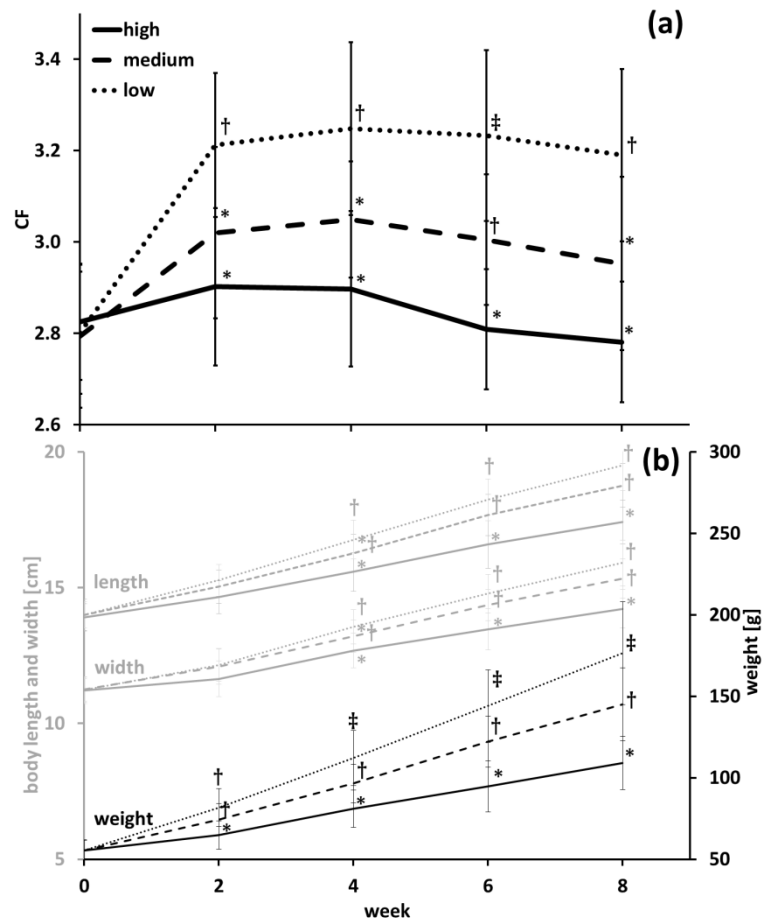 (a)
high
medium
low
3.4
3.2
3.0
2.8
2.6
CF
† † ‡ †
* * † *
* * * *
(b)
20
15
10
5
body length and width [cm]
300
250
200
150
100
50
weight [g]
length
width
weight
† † †
* † † †
* * *
† † †
* † † †
* * *
† ‡ ‡ ‡
† † † †
* * * *
0 2 4 6 8
week